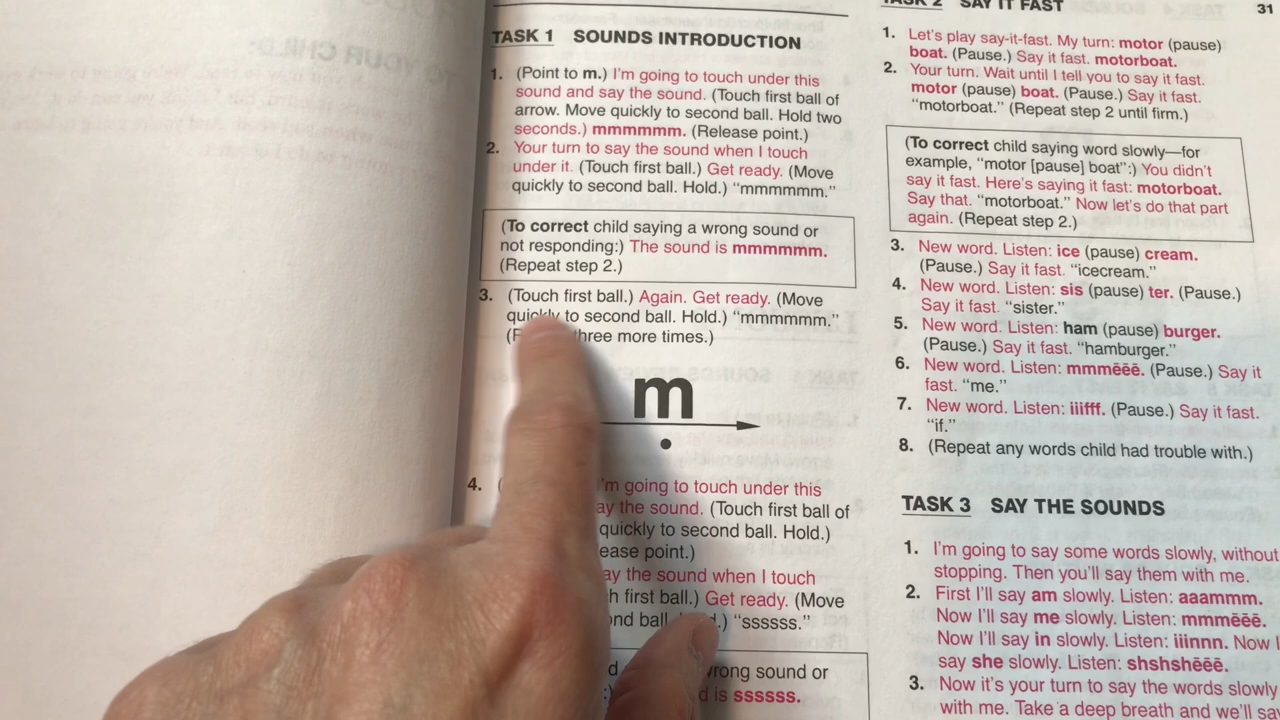 TASK 1 SOUNDS INTRODUCTION
1. (Point to m.) I'm going to touch under this
sound and say the sound. (Touch first ball of
arrow. Move quickly to second ball. Hold two
seconds.) mmmmmm. (Release point.)
2. Your turn to say the sound when I touch
under it. (Touch first ball.) Get ready. (Move
quickly to second ball. Hold.) “mmmmmm.”
(To correct child saying a wrong sound or
not responding:) The sound is mmmmmm.
(Repeat step 2.)
3. (Touch first ball.) Again. Get ready. (Move
quickly to second ball. Hold.) “mmmmmm.”
three more times.)
m
4. I'm going to touch under this
say the sound. (Touch first ball of
quickly to second ball. Hold.)
point.)
say the sound when I touch
first ball.) Get ready. (Move
ball. “ssssss.”
wrong sound or
is ssssss.
TASK 2 SAY IT FAST
31
1. Let's play say-it-fast. My turn: motor (pause)
boat. (Pause.) Say it fast. motorboat.
2. Your turn. Wait until I tell you to say it fast.
motor (pause) boat. (Pause.) Say it fast.
“motorboat.” (Repeat step 2 until firm.)
(To correct child saying word slowly—for
example, “motor [pause] boat”:) You didn't
say it fast. Here's saying it fast: motorboat.
Say that. “motorboat.” Now let's do that part
again. (Repeat step 2.)
3. New word. Listen: ice (pause) cream.
(Pause.) Say it fast. “icecream.”
4. New word. Listen: sis (pause) ter. (Pause.)
Say it fast. “sister.”
5. New word. Listen: ham (pause) burger.
(Pause.) Say it fast. “hamburger.”
6. New word. Listen: mmmēēē. (Pause.) Say it
fast. “me.”
7. New word. Listen: iiifff. (Pause.) Say it fast.
“if.”
8. (Repeat any words child had trouble with.)
TASK 3 SAY THE SOUNDS
1. I'm going to say some words slowly, without
stopping. Then you'll say them with me.
2. First I'll say am slowly. Listen: aaammm.
Now I'll say me slowly. Listen: mmmēēē.
Now I'll say in slowly. Listen: iiinnn. Now I
say she slowly. Listen: shshshēēē.
3. Now it's your turn to say the words slowly
with me. Take a deep breath and we'll say